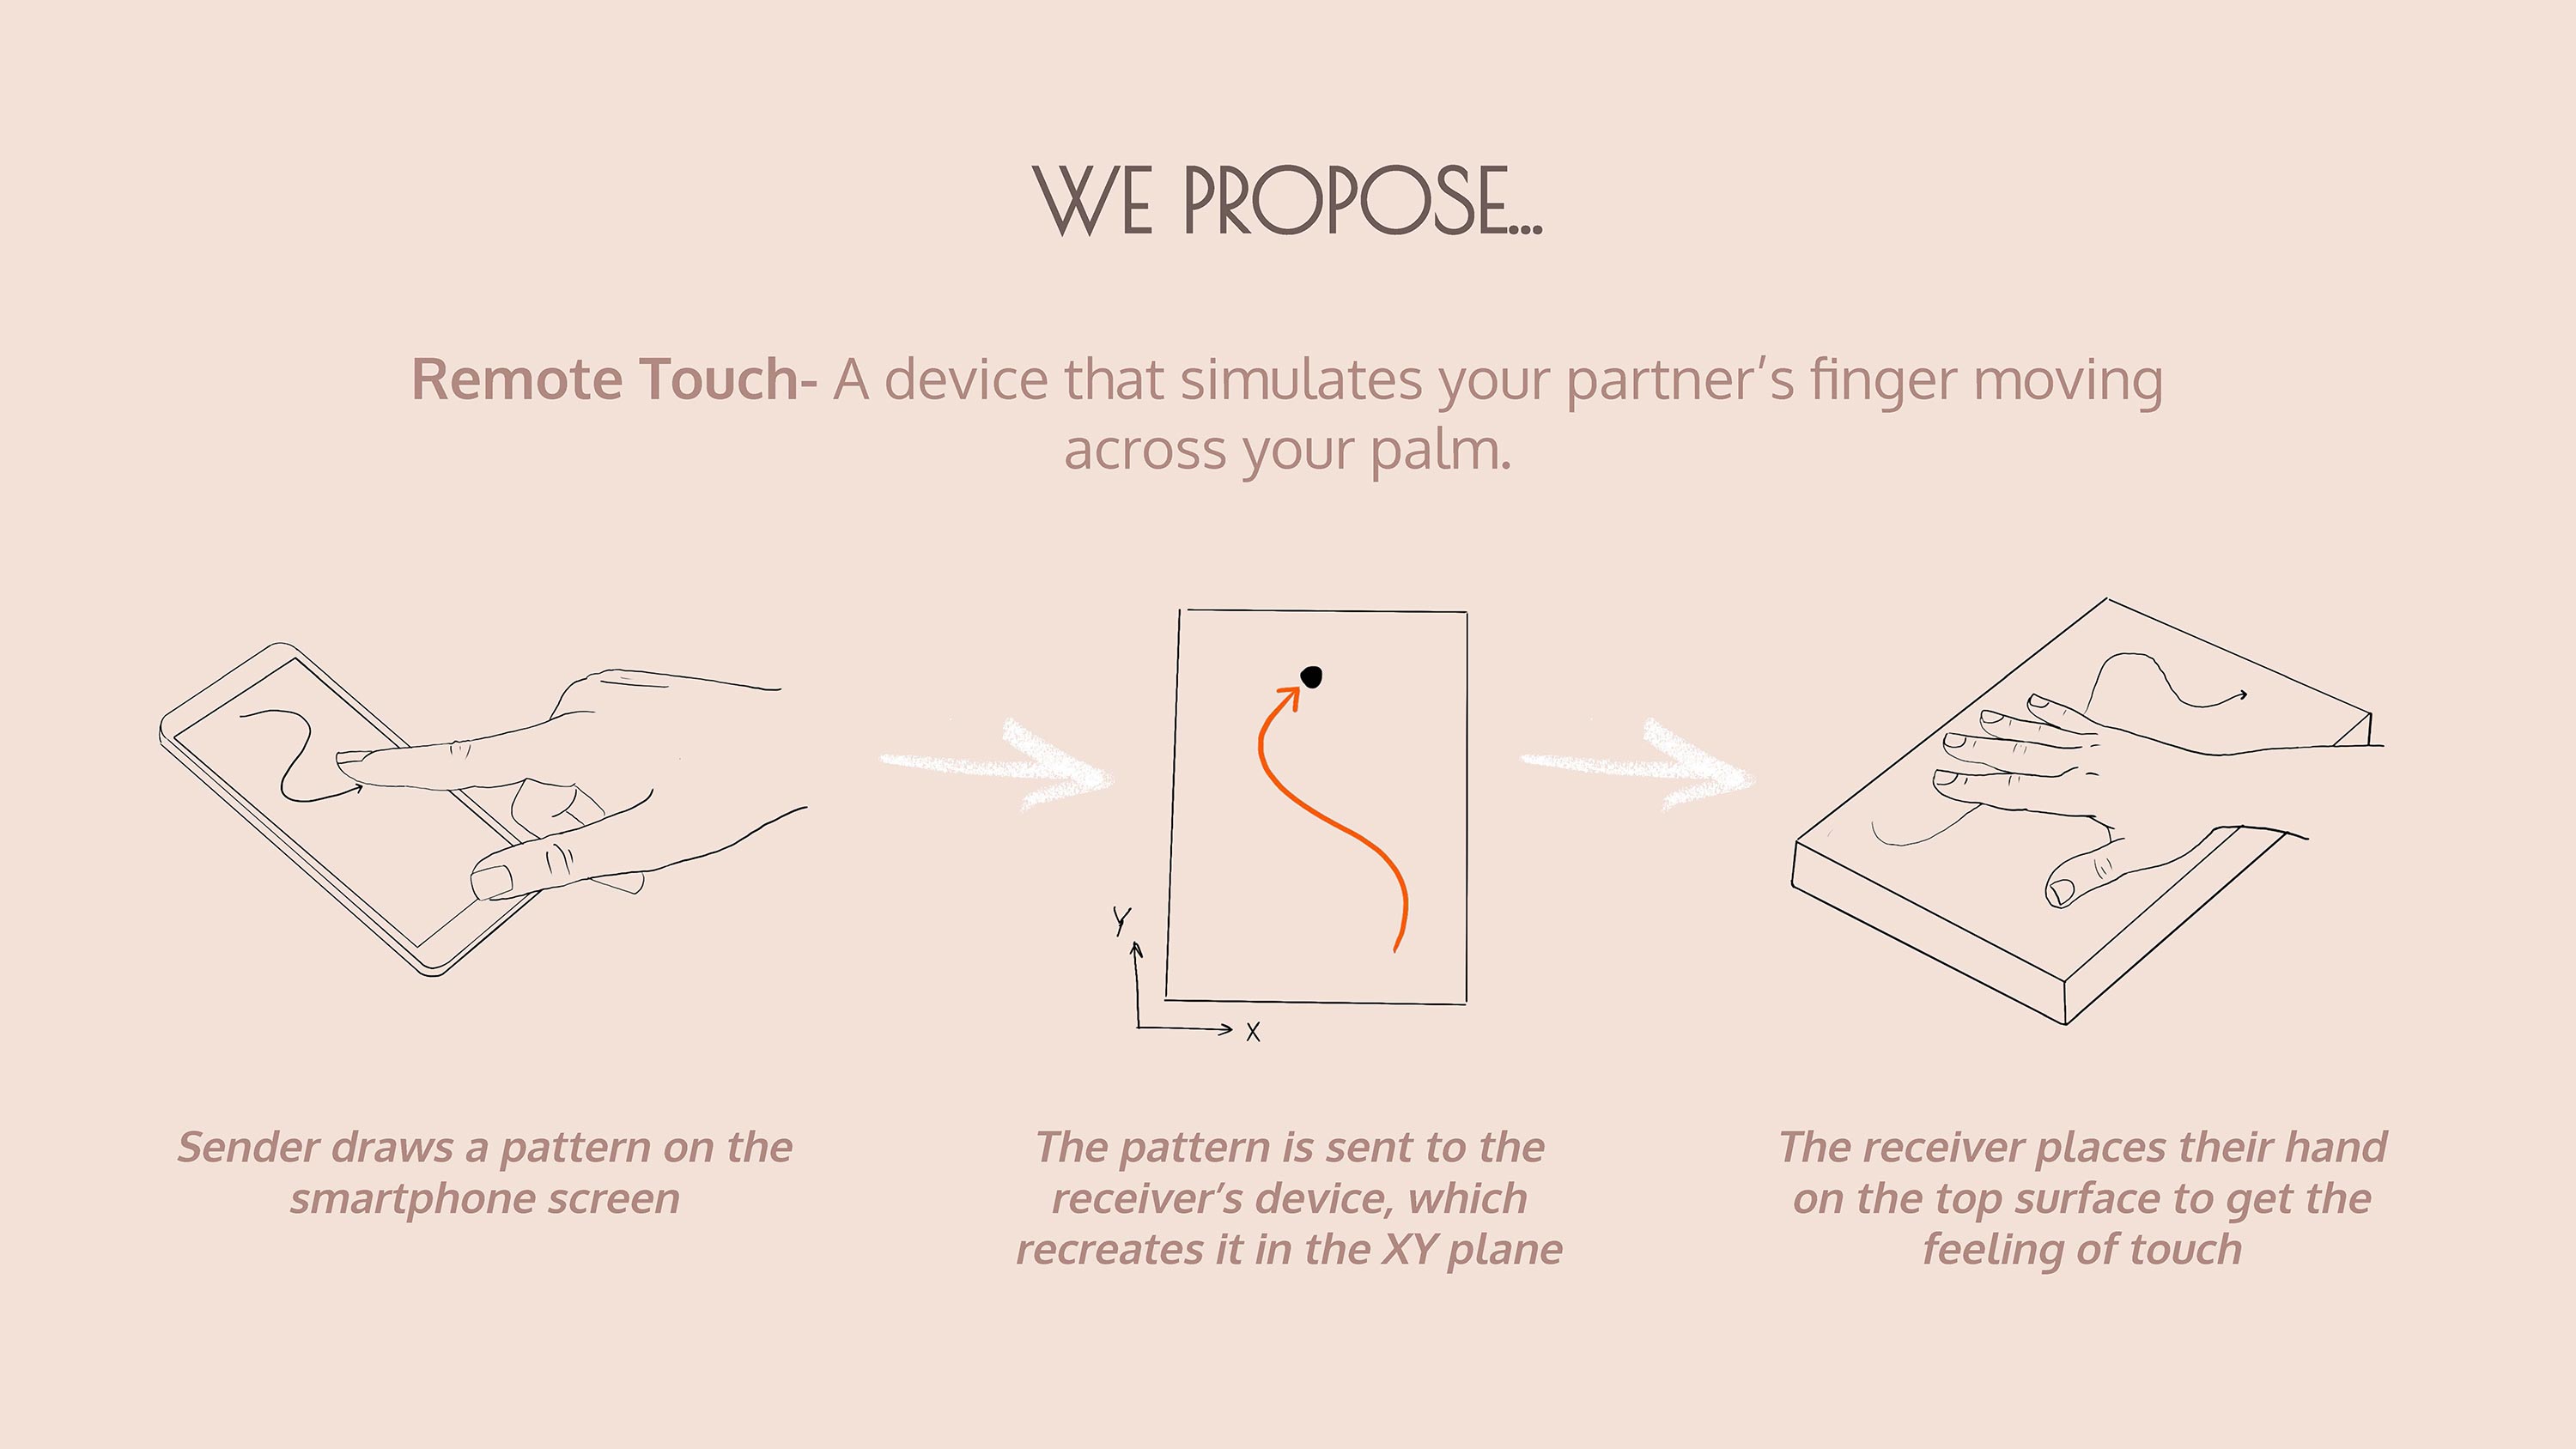 WE PROPOSE...
Remote Touch- A device that simulates your partner’s finger moving
across your palm.
Y
X
Sender draws a pattern on the
smartphone screen
The pattern is sent to the
receiver’s device, which
recreates it in the XY plane
The receiver places their hand
on the top surface to get the
feeling of touch